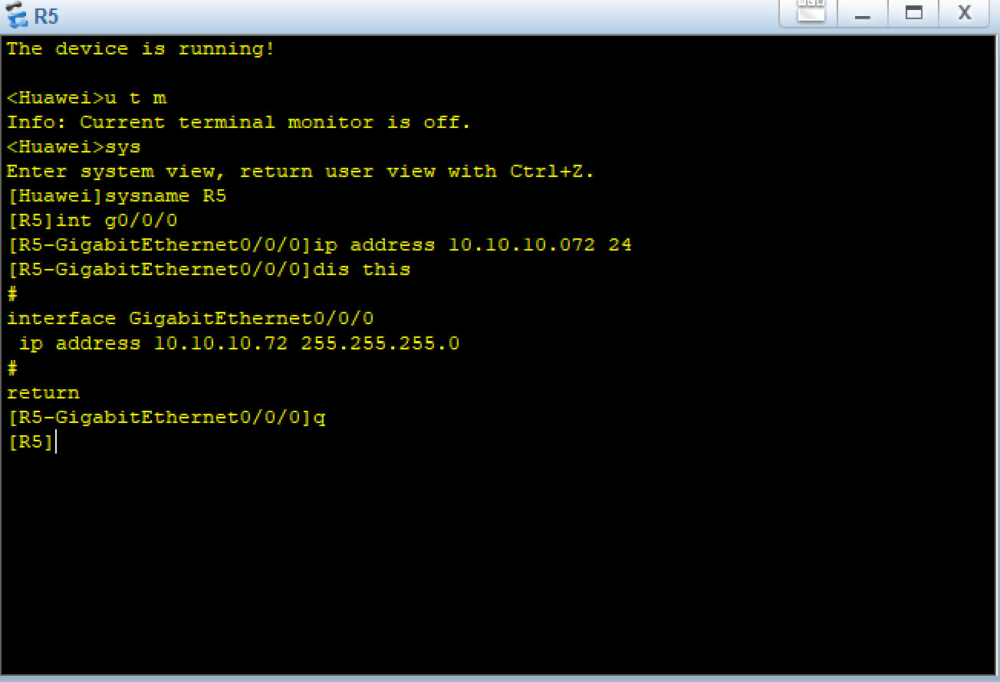 R5
The device is running!
<Huawei>u t m
Info: Current terminal monitor is off.
<Huawei>sys
Enter system view, return user view with Ctrl+Z.
[Huawei]sysname R5
[R5]int g0/0/0
[R5-GigabitEthernet0/0/0]ip address 10.10.10.072 24
[R5-GigabitEthernet0/0/0]dis this
#
interface GigabitEthernet0/0/0
 ip address 10.10.10.72 255.255.255.0
#
return
[R5-GigabitEthernet0/0/0]q
[R5]